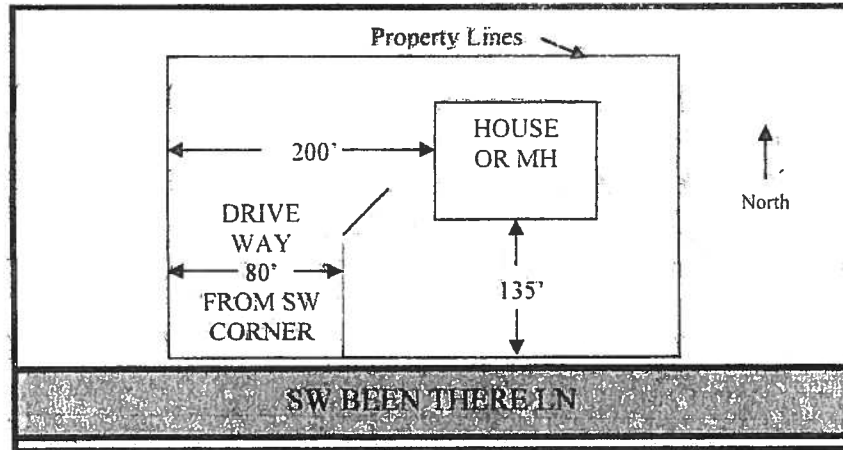 Property Lines
HOUSE
OR MH
200'
North
DRIVE
WAY
80'
FROM SW
CORNER
135'
SW BEEN THERE LN